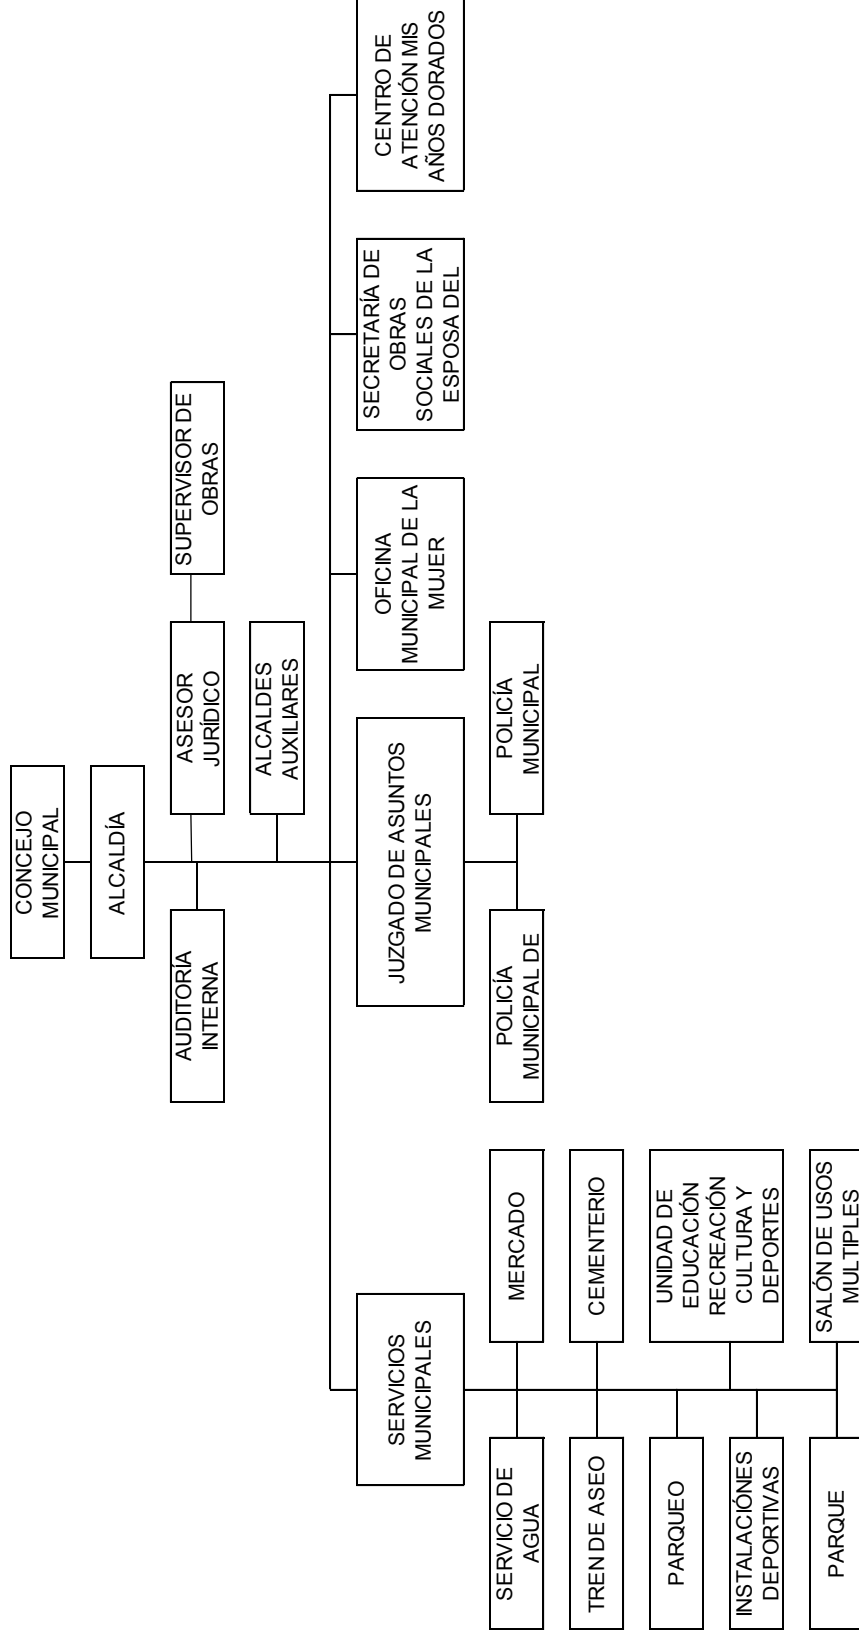 CONCEJO
MUNICIPAL
ALCALDÍA
AUDITORÍA
INTERNA
ASESOR
JURÍDICO
SUPERVISOR DE
OBRAS
ALCALDES
AUXILIARES
SERVICIOS
MUNICIPALES
JUZGADO DE ASUNTOS
MUNICIPALES
OFICINA
MUNICIPAL DE LA
MUJER
SECRETARÍA DE
OBRAS
SOCIALES DE LA
ESPOSA DEL
CENTRO DE
ATENCIÓN MIS
AÑOS DORADOS
SERVICIO DE
AGUA
MERCADO
POLICÍA
MUNICIPAL DE
POLICÍA
MUNICIPAL
TREN DE ASEO
CEMENTERIO
PARQUEO
UNIDAD DE
EDUCACIÓN
RECREACIÓN
CULTURA Y
DEPORTES
INSTALACIÓNES
DEPORTIVAS
PARQUE
SALÓN DE USOS
MULTIPLES